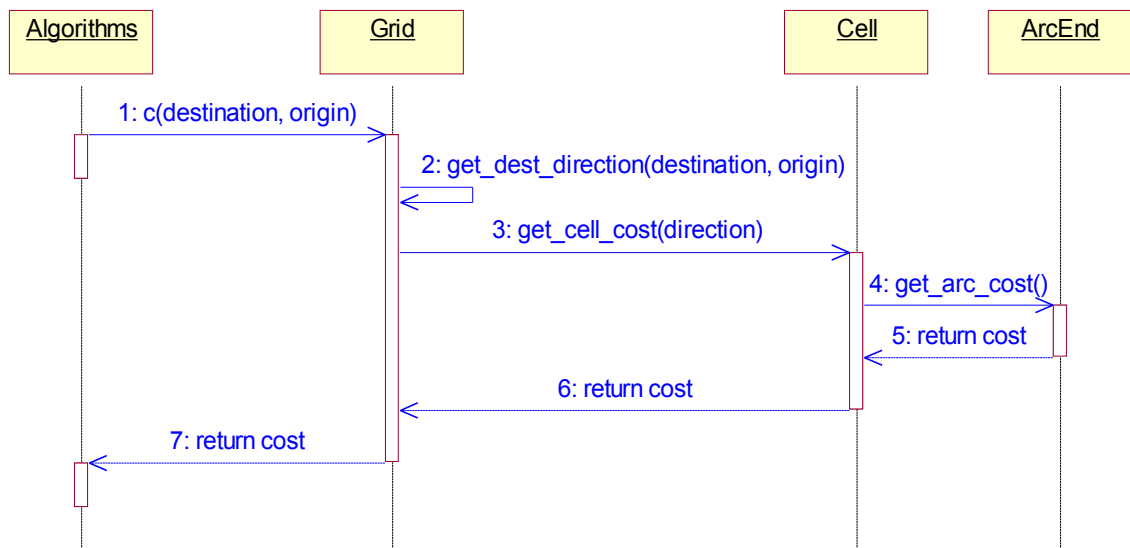 Algorithms
Grid
Cell
ArcEnd
1: c(destination, origin)
2: get_dest_direction(destination, origin)
3: get_cell_cost(direction)
4: get_arc_cost()
5: return cost
6: return cost
7: return cost